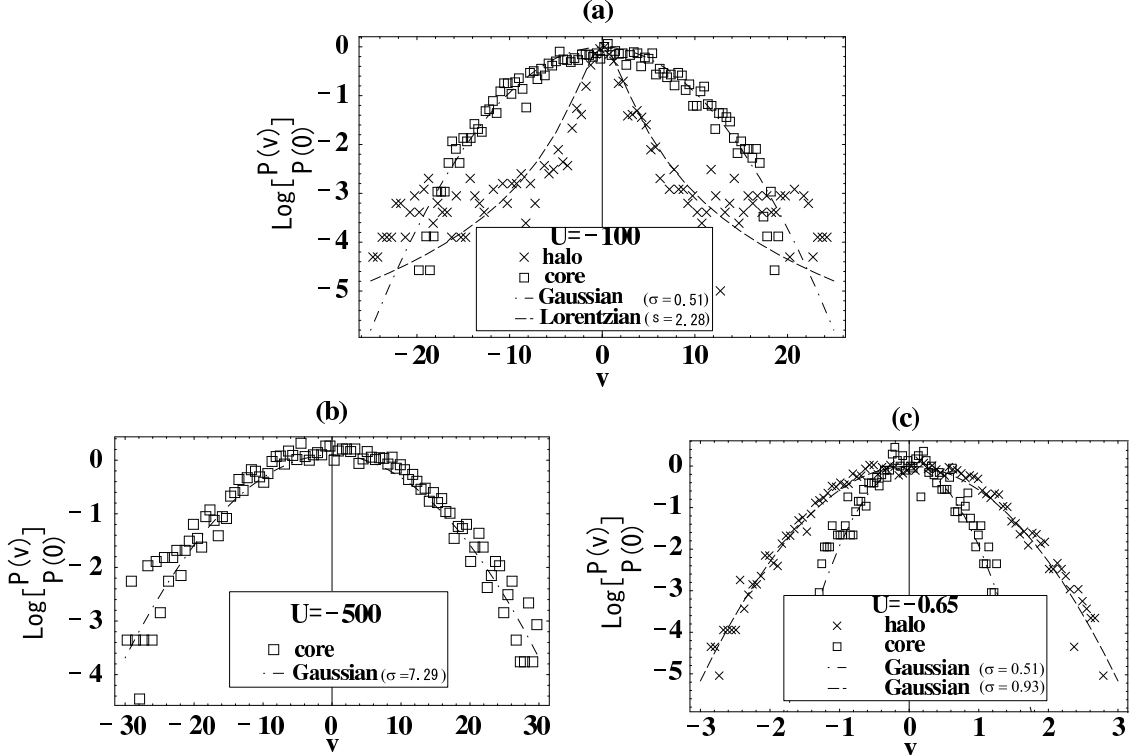 (a)
0
−1
−2
−3
−4
−5
Log[P(v)/P(0)]
U=−100
× halo
□ core
Gaussian (σ=0.51)
Lorentzian (s=2.28)
−20 −10 0 10 20
v
(b)
0
−1
−2
−3
−4
Log[P(v)/P(0)]
U=−500
□ core
Gaussian (σ=7.29)
−30 −20 −10 0 10 20 30
v
(c)
0
−1
−2
−3
−4
−5
Log[P(v)/P(0)]
U=−0.65
× halo
□ core
Gaussian (σ=0.51)
Gaussian (σ=0.93)
−3 −2 −1 0 1 2 3
v